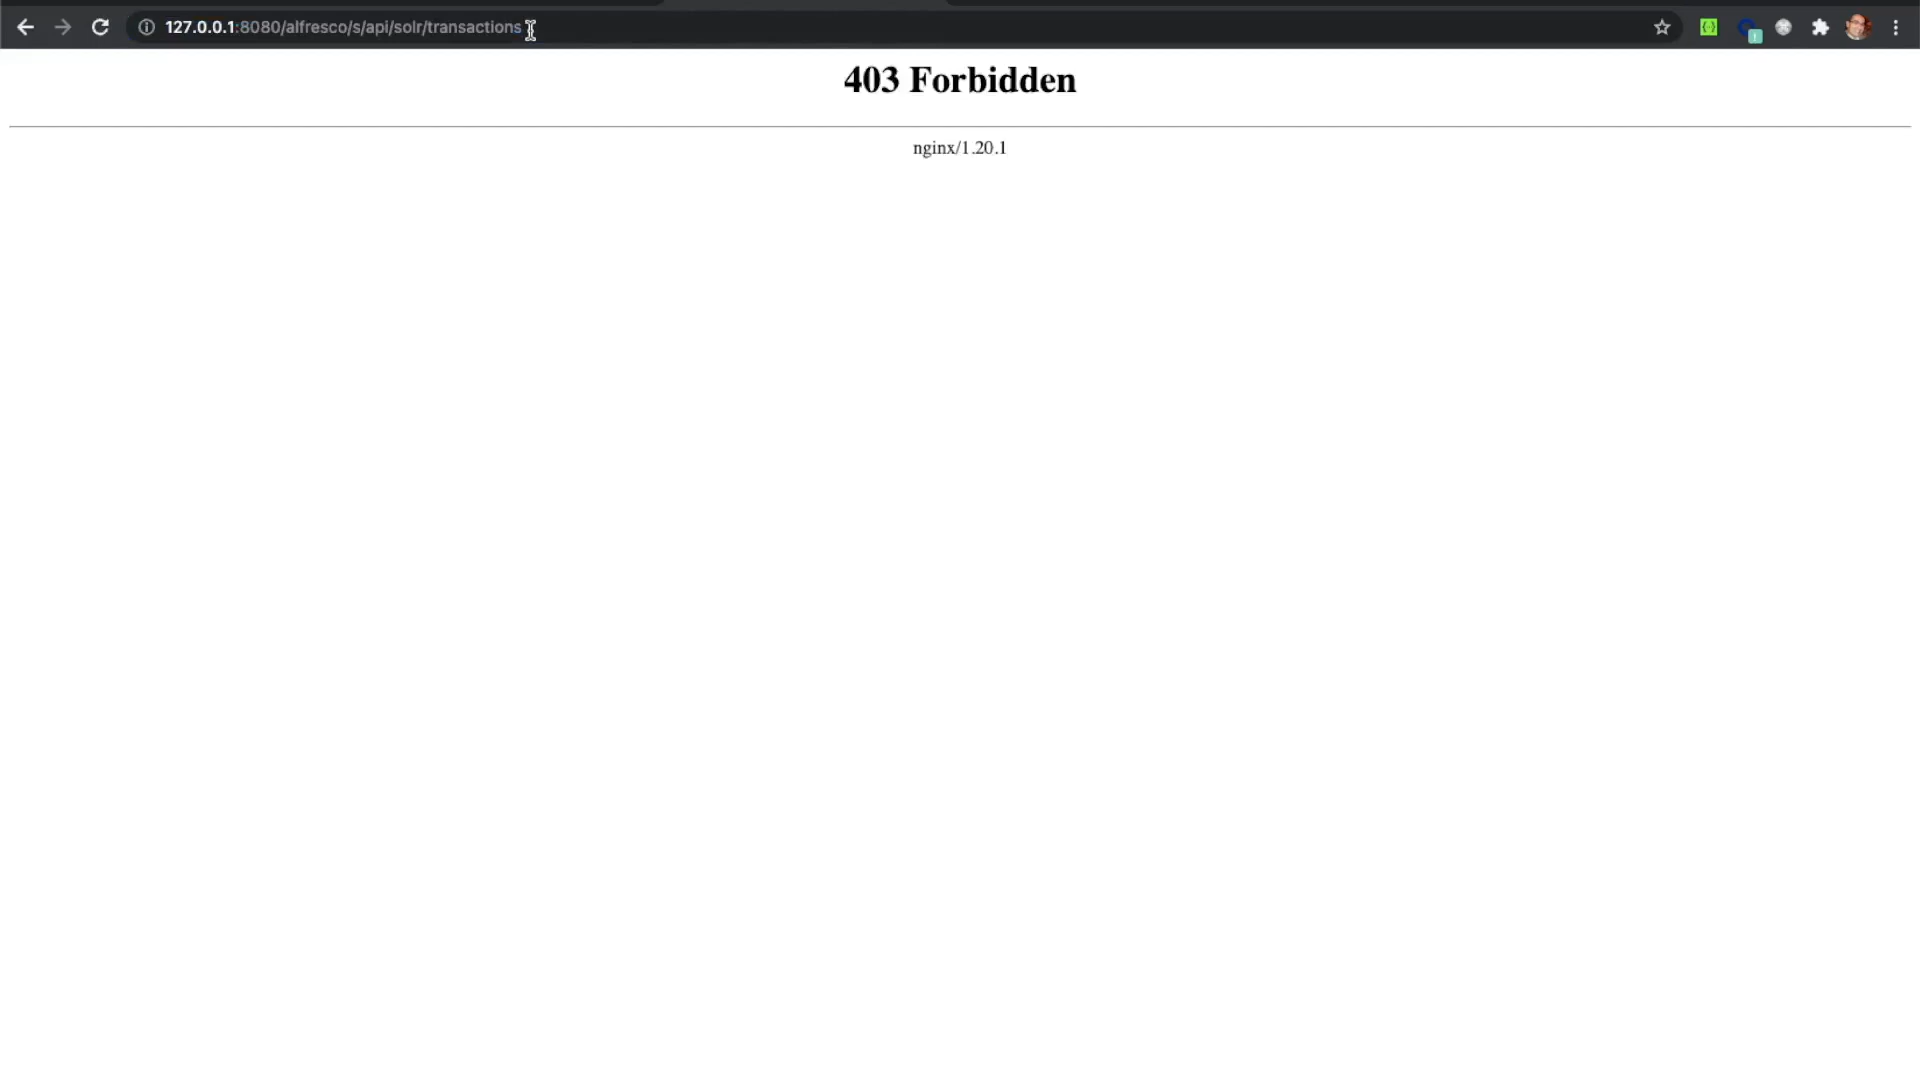 127.0.0.1:8080/alfresco/s/api/solr/transactions
403 Forbidden
nginx/1.20.1